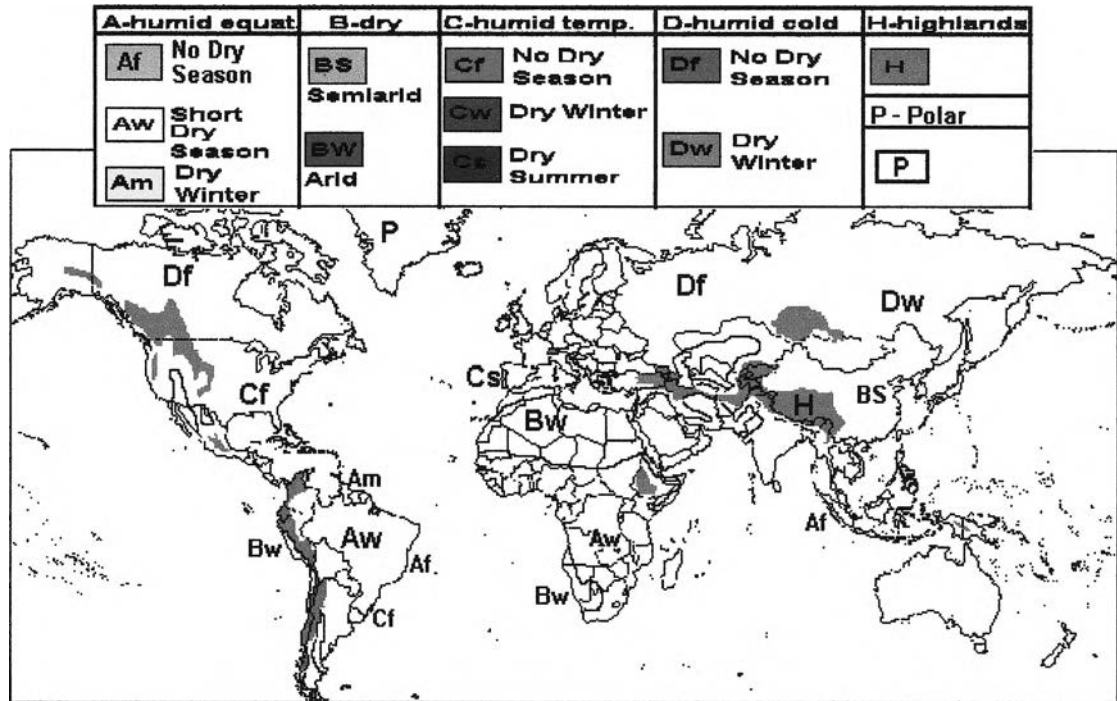 A-humid equat.
B-dry
C-humid temp.
D-humid cold
H-highlands
Af No Dry
Season
Aw Short
Dry
Season
Am Dry
Winter
BS
Semiarid
BW
Arid
Cf No Dry
Season
Cw Dry Winter
Cs Dry
Summer
Df No Dry
Season
Dw Dry
Winter
H
P - Polar
P
P
Df
Df
Dw
Cf
Cs
Bw
H
BS
Am
Aw
Bw
Af
Cf
Aw
Bw
Af